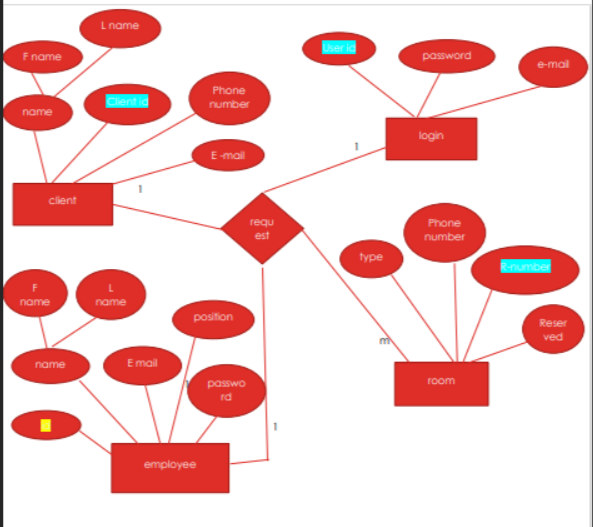 L name
F name
name
Client id
Phone
number
E -mail
1
client
User id
password
e-mail
login
1
requ
est
Phone
number
type
R-number
Reser
ved
m
room
F
name
L
name
position
name
E mail
passwo
rd
1
1
employee